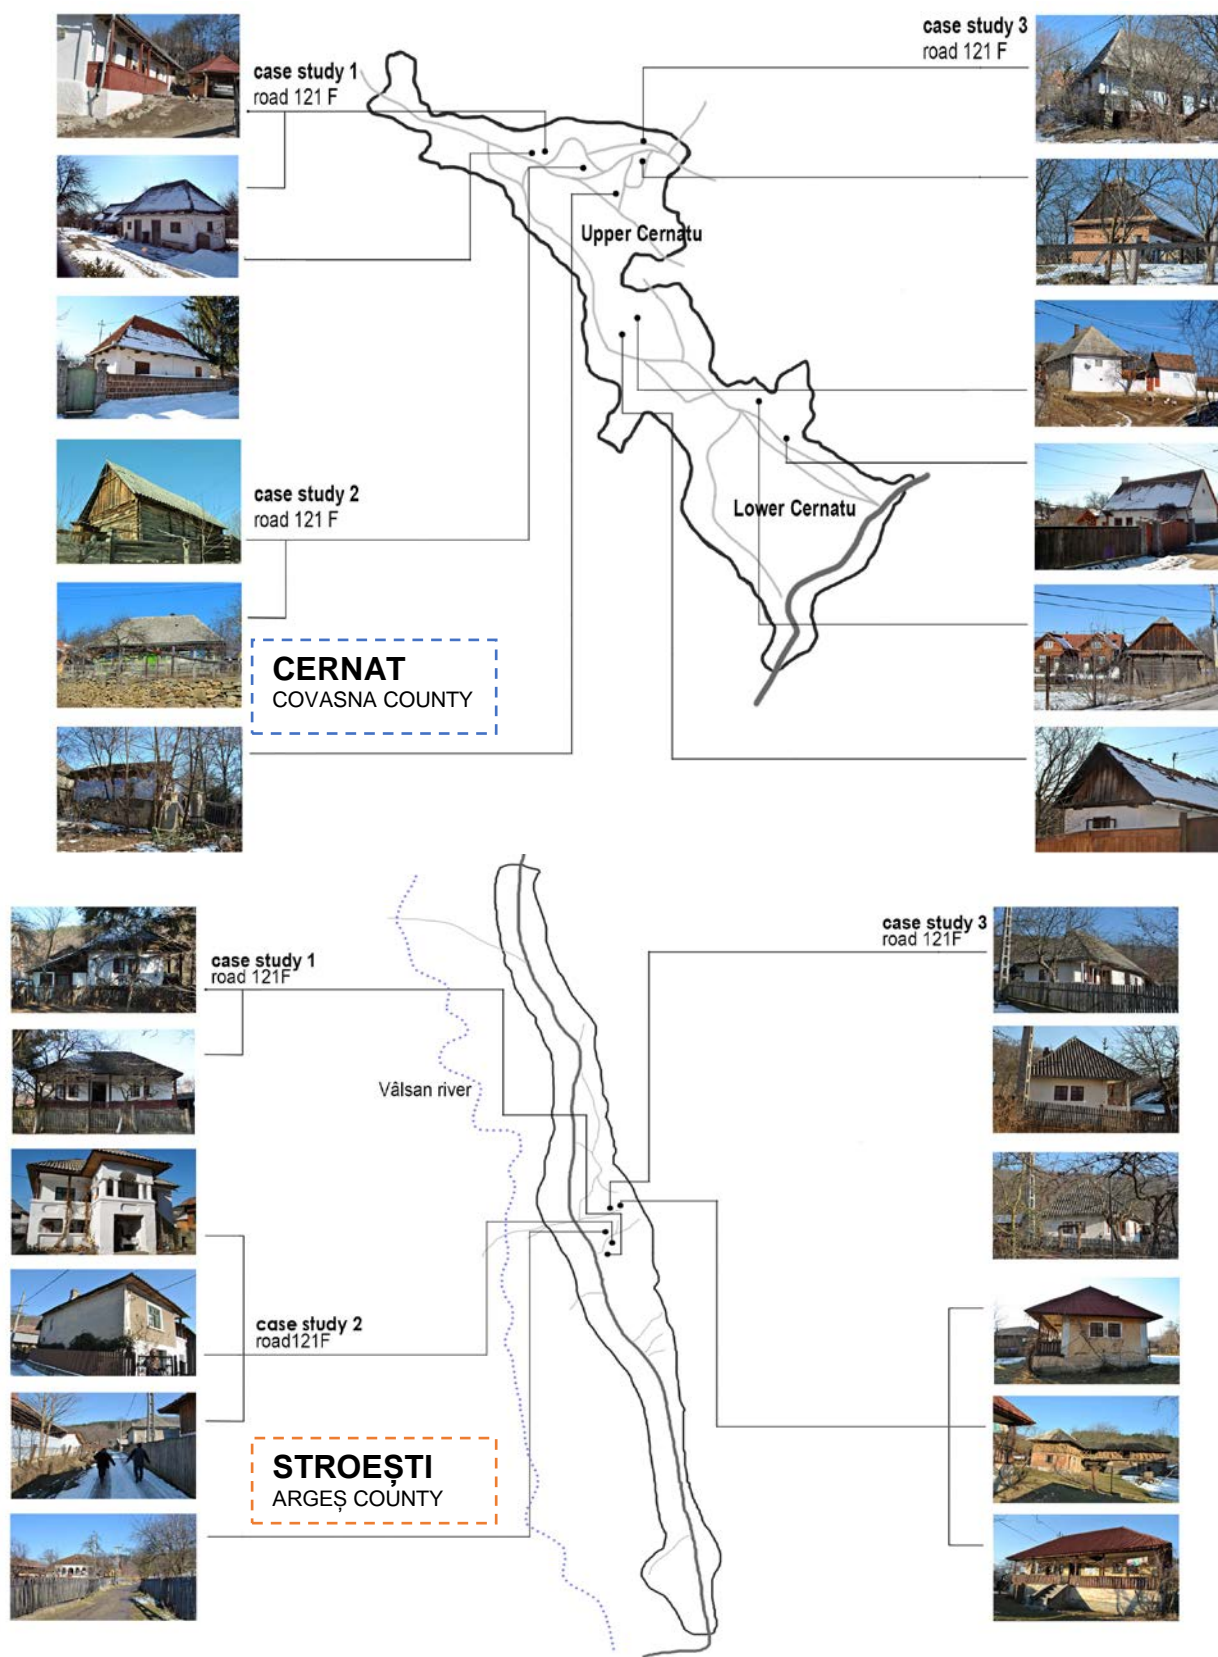 case study 1
road 121 F
case study 3
road 121 F
Upper Cernatu
case study 2
road 121 F
Lower Cernatu
CERNAT
COVASNA COUNTY
case study 1
road 121F
case study 3
road 121F
Vâlsan river
case study 2
road121F
STROEȘTI
ARGEȘ COUNTY